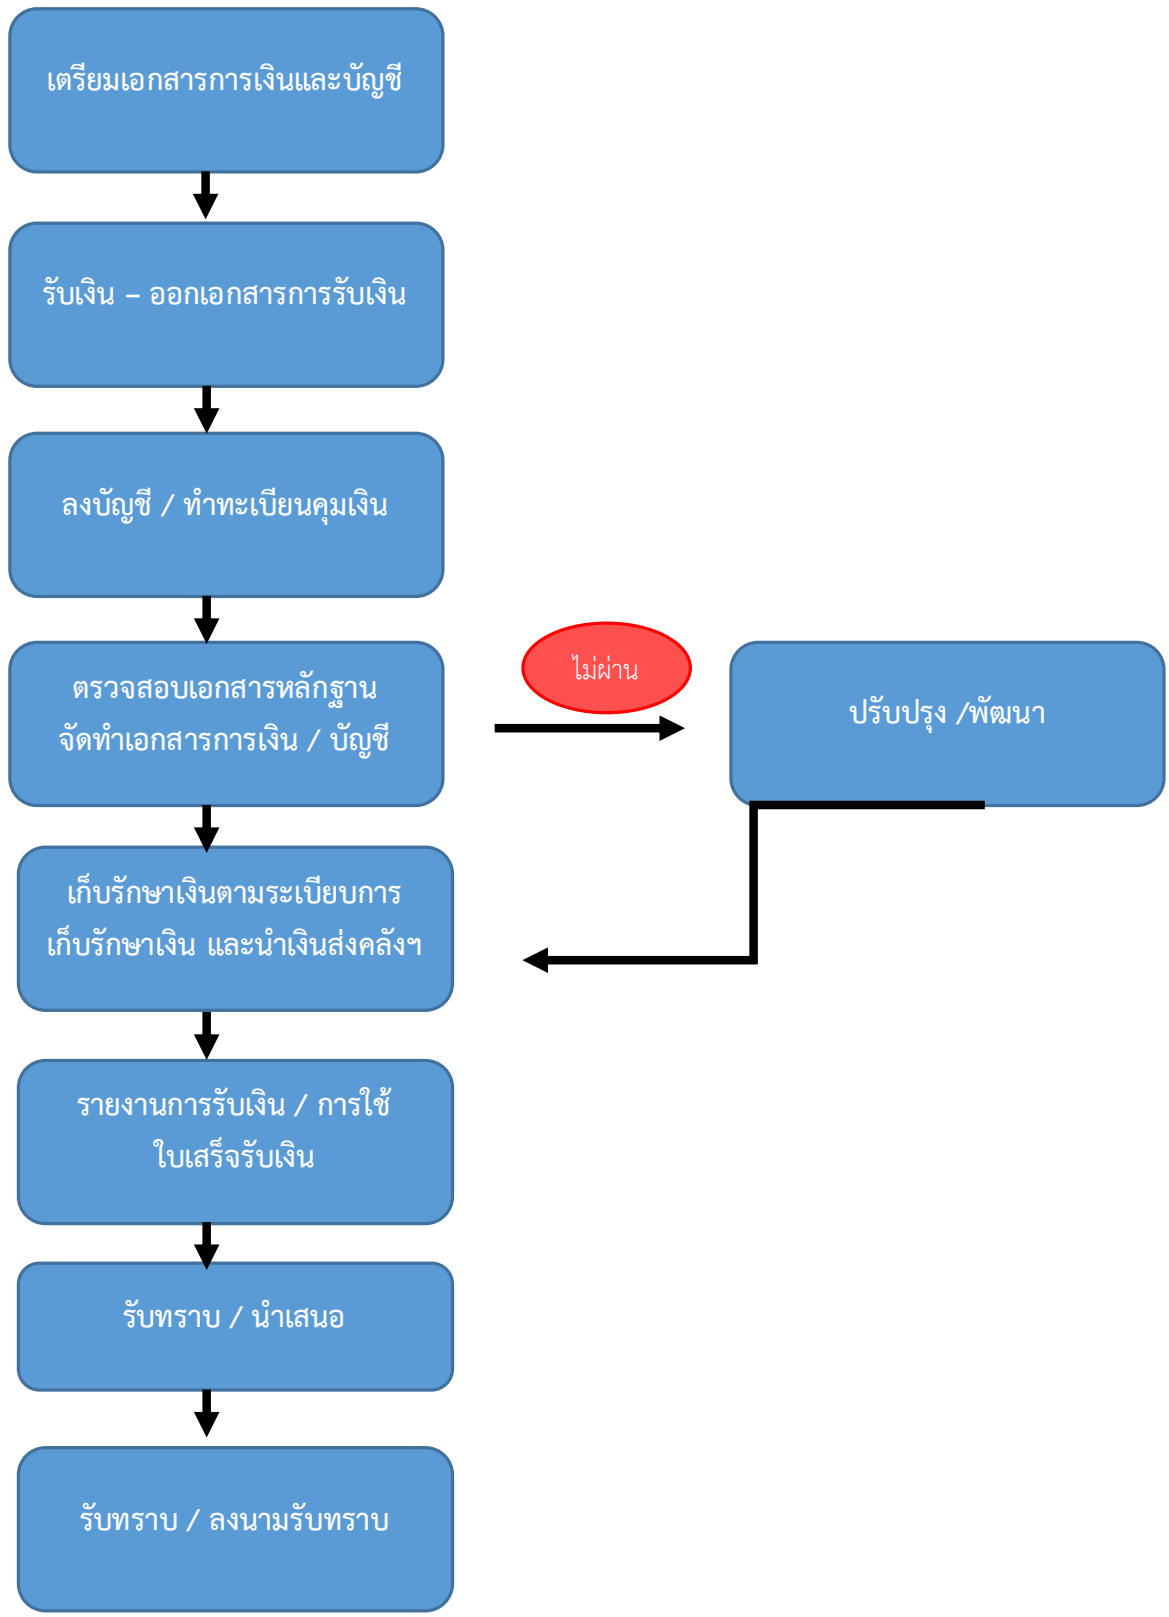 เตรียมเอกสารการเงินและบัญชี
รับเงิน – ออกเอกสารการรับเงิน
ลงบัญชี / ทำทะเบียนคุมเงิน
ตรวจสอบเอกสารหลักฐาน
จัดทำเอกสารการเงิน / บัญชี
ไม่ผ่าน
ปรับปรุง /พัฒนา
เก็บรักษาเงินตามระเบียบการ
เก็บรักษาเงิน และนำเงินส่งคลังฯ
รายงานการรับเงิน / การใช้
ใบเสร็จรับเงิน
รับทราบ / นำเสนอ
รับทราบ / ลงนามรับทราบ